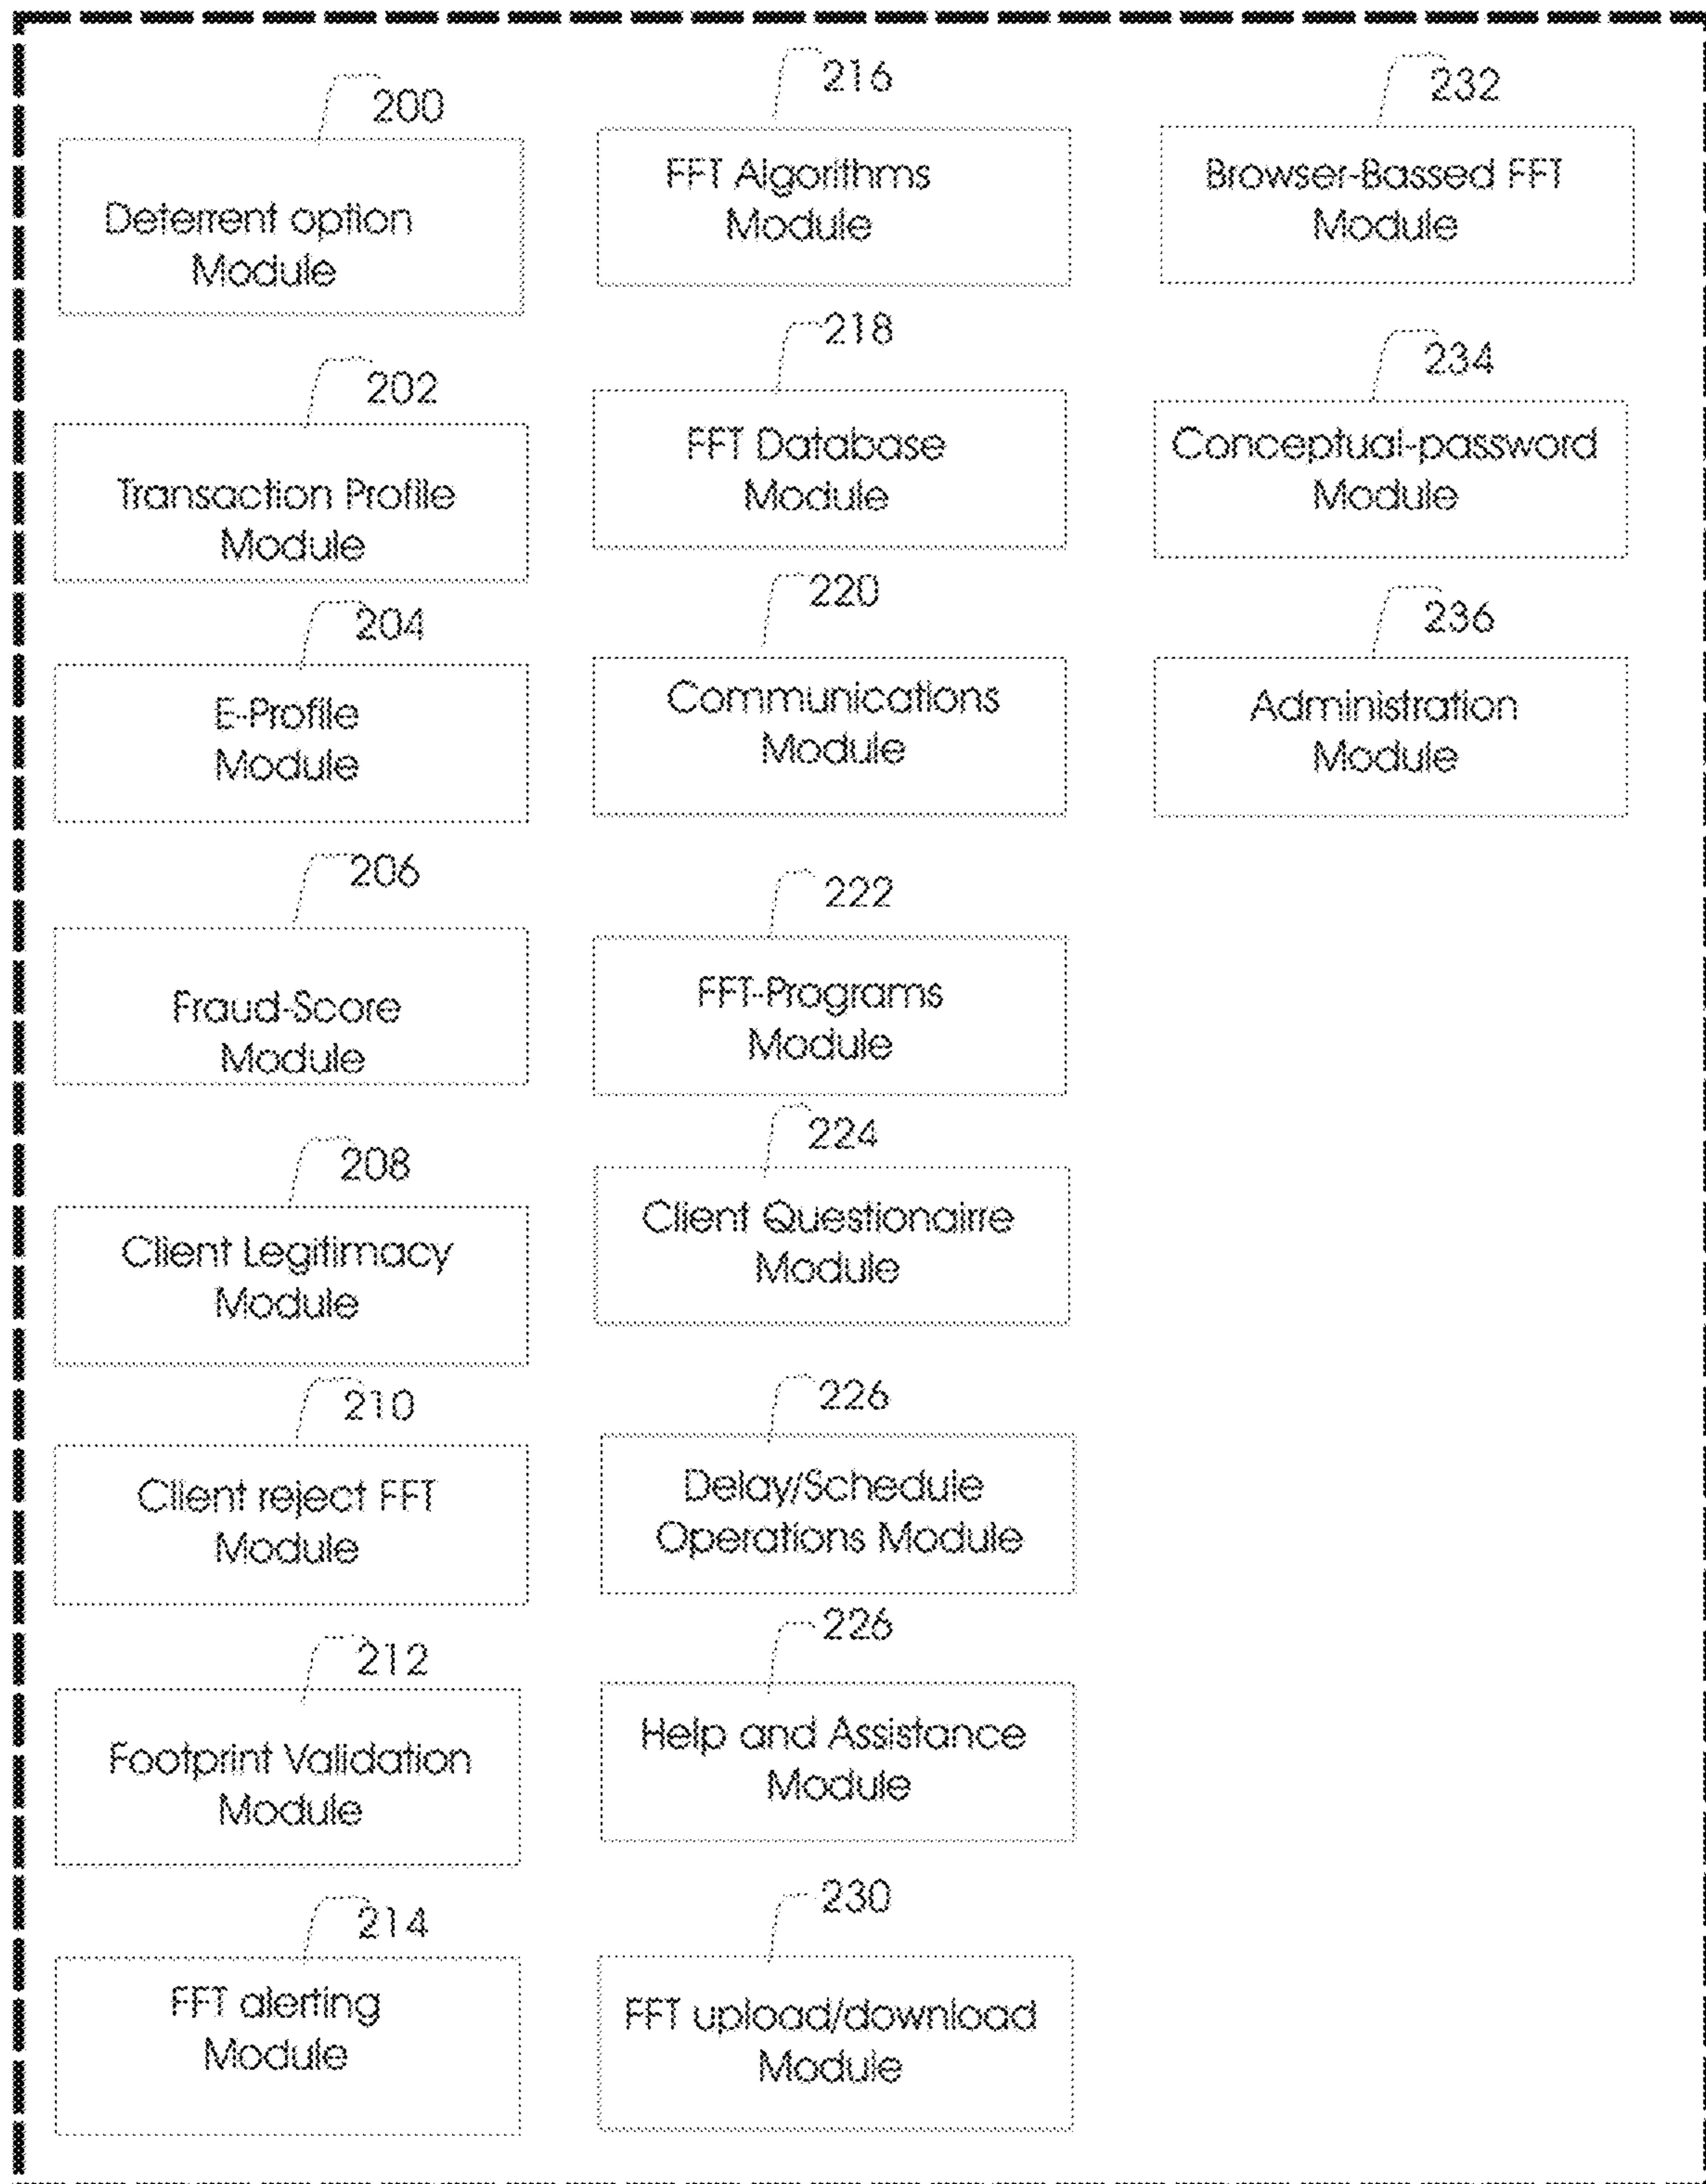 200
Deterrent option
Module
202
Transaction Profile
Module
204
E-Profile
Module
206
Fraud-Score
Module
208
Client Legitimacy
Module
210
Client reject FFT
Module
212
Footprint Validation
Module
214
FFT alerting
Module
216
FFT Algorithms
Module
218
FFT Database
Module
220
Communications
Module
222
FFT-Programs
Module
224
Client Questionairre
Module
226
Delay/Schedule
Operations Module
226
Help and Assistance
Module
230
FFT upload/download
Module
232
Browser-Bassed FFT
Module
234
Conceptual-password
Module
236
Administration
Module